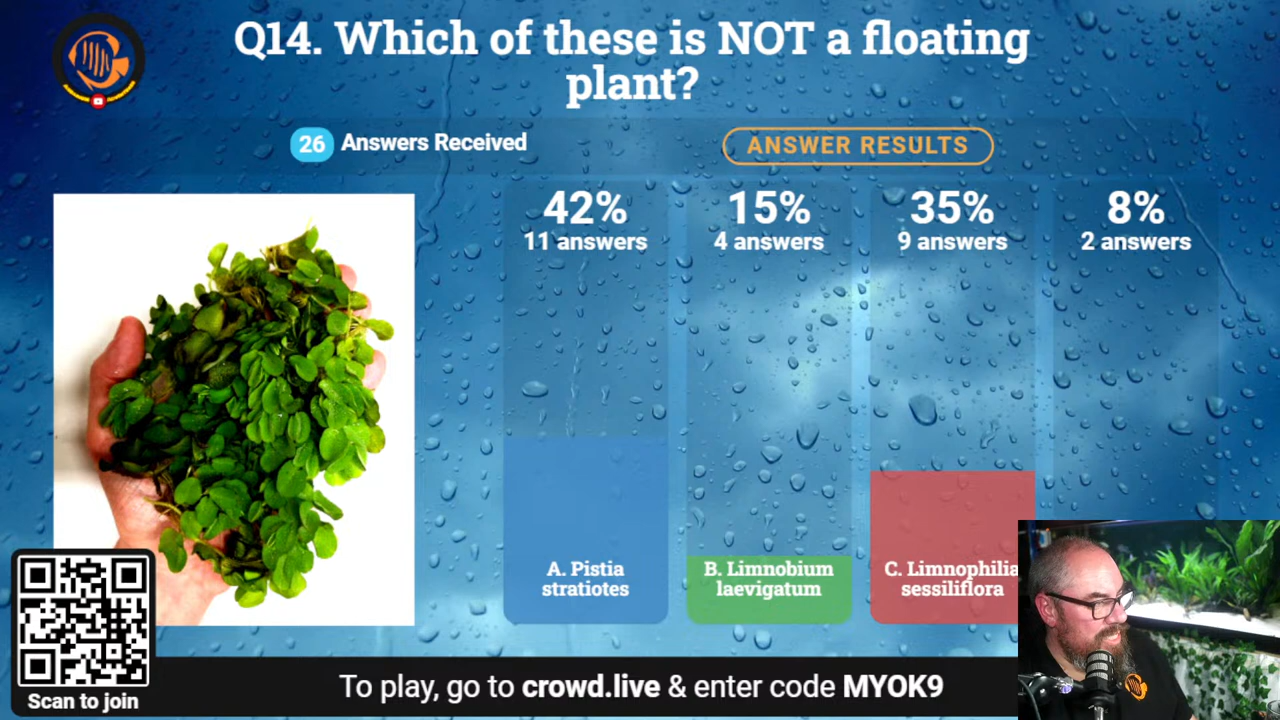 Q14. Which of these is NOT a floating
plant?
26 Answers Received
ANSWER RESULTS
42%
11 answers
15%
4 answers
35%
9 answers
8%
2 answers
A. Pistia
stratiotes
B. Limnobium
laevigatum
C. Limnophilia
sessiliflora
Scan to join
To play, go to crowd.live & enter code MYOK9